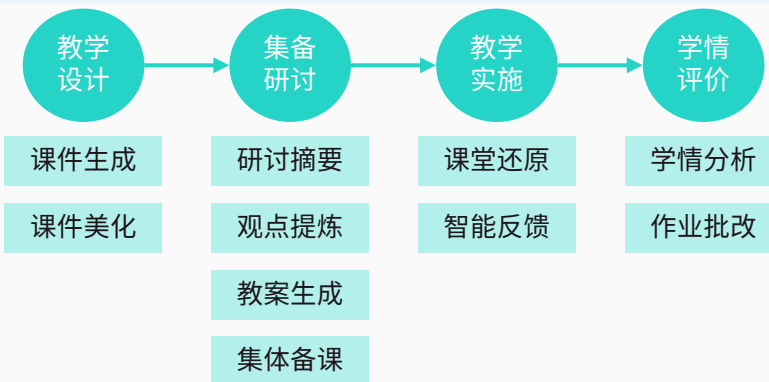 教学
设计
集备
研讨
教学
实施
学情
评价
课件生成
研讨摘要
课堂还原
学情分析
课件美化
观点提炼
智能反馈
作业批改
教案生成
集体备课